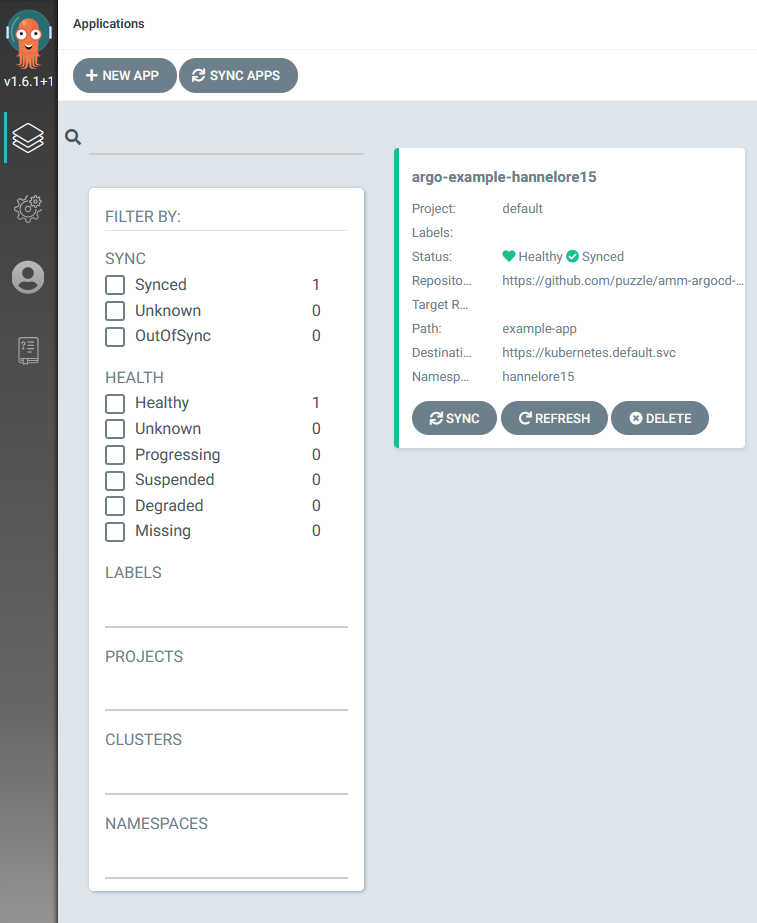 Applications
v1.6.1+1
NEW APP
SYNC APPS
FILTER BY:
SYNC
Synced 1
Unknown 0
OutOfSync 0
HEALTH
Healthy 1
Unknown 0
Progressing 0
Suspended 0
Degraded 0
Missing 0
LABELS
PROJECTS
CLUSTERS
NAMESPACES
argo-example-hannelore15
Project: default
Labels:
Status: Healthy Synced
Reposito... https://github.com/puzzle/amm-argocd-...
Target R...
Path: example-app
Destinati... https://kubernetes.default.svc
Namesp... hannelore15
SYNC
REFRESH
DELETE